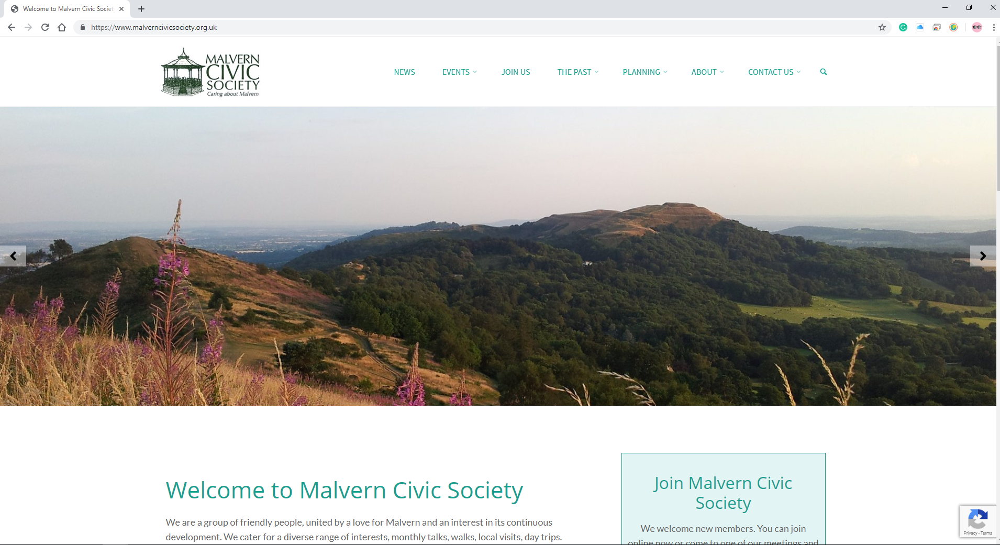 Welcome to Malvern Civic Societ
https://www.malverncivicsociety.org.uk
MALVERN
CIVIC
SOCIETY
Caring about Malvern
NEWS EVENTS JOIN US THE PAST PLANNING ABOUT CONTACT US
Welcome to Malvern Civic Society
We are a group of friendly people, united by a love for Malvern and an interest in its continuous
development. We cater for a diverse range of interests, monthly talks, walks, local visits, day trips.
Join Malvern Civic
Society
We welcome new members. You can join
online now or come to one of our meetings and
Privacy - Terms